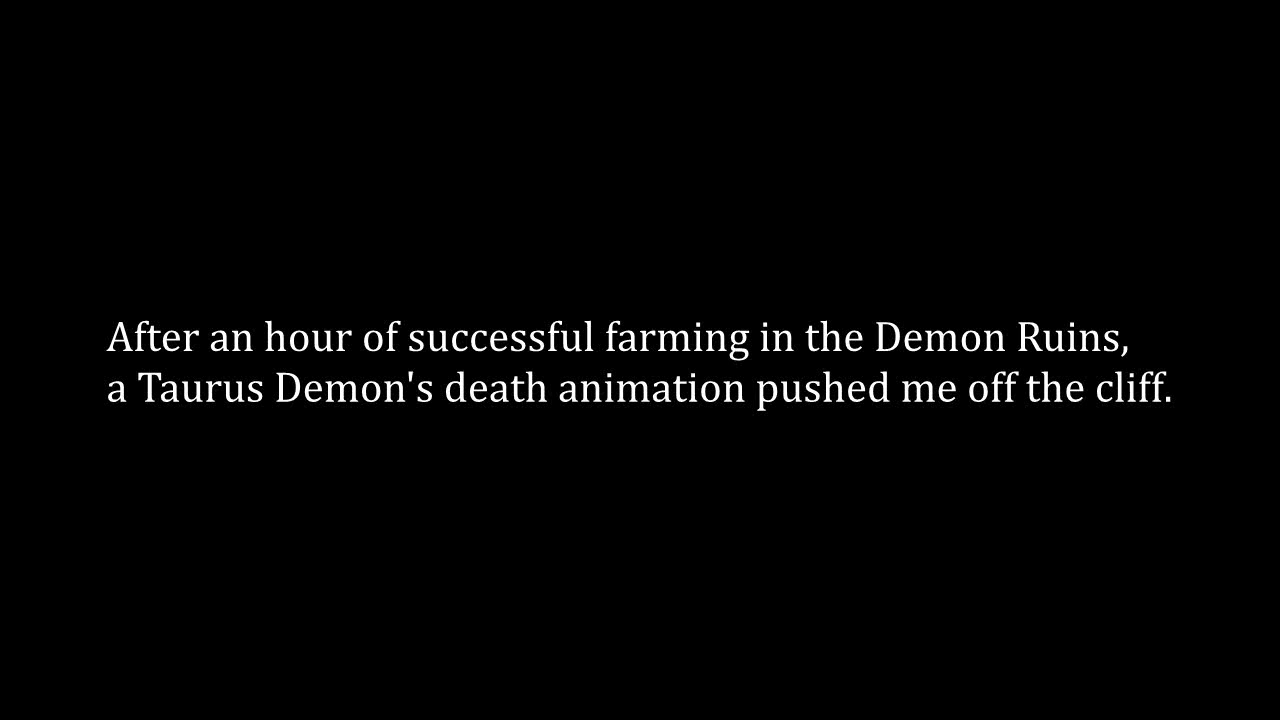 After an hour of successful farming in the Demon Ruins,
a Taurus Demon's death animation pushed me off the cliff.